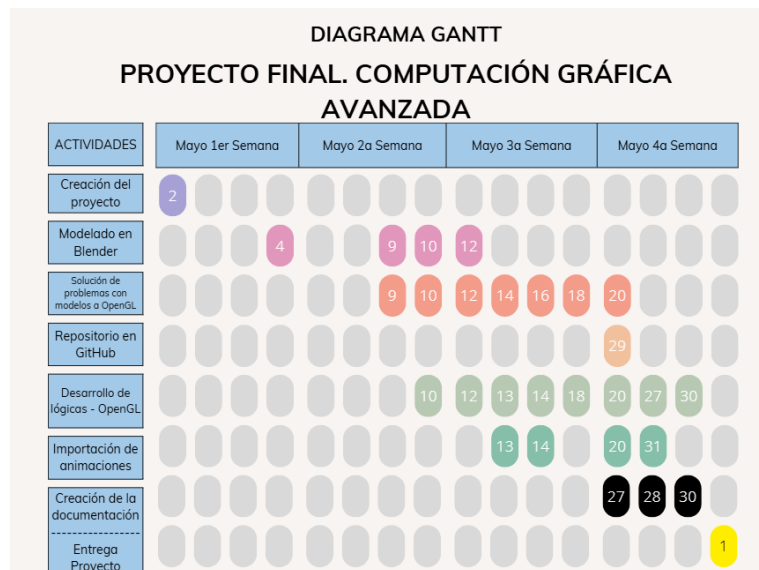 DIAGRAMA GANTT
PROYECTO FINAL. COMPUTACIÓN GRÁFICA
AVANZADA
ACTIVIDADES
Mayo 1er Semana
Mayo 2a Semana
Mayo 3a Semana
Mayo 4a Semana
Creación del
proyecto
2
Modelado en
Blender
4 9 10 12
Solución de
problemas con
modelos a OpenGL
9 10 12 14 16 18 20
Repositorio en
GitHub
29
Desarrollo de
lógicas - OpenGL
10 12 13 14 18 20 27 30
Importación de
animaciones
13 14 20 31
Creación de la
documentación
27 28 30
------------------
Entrega
Proyecto
1